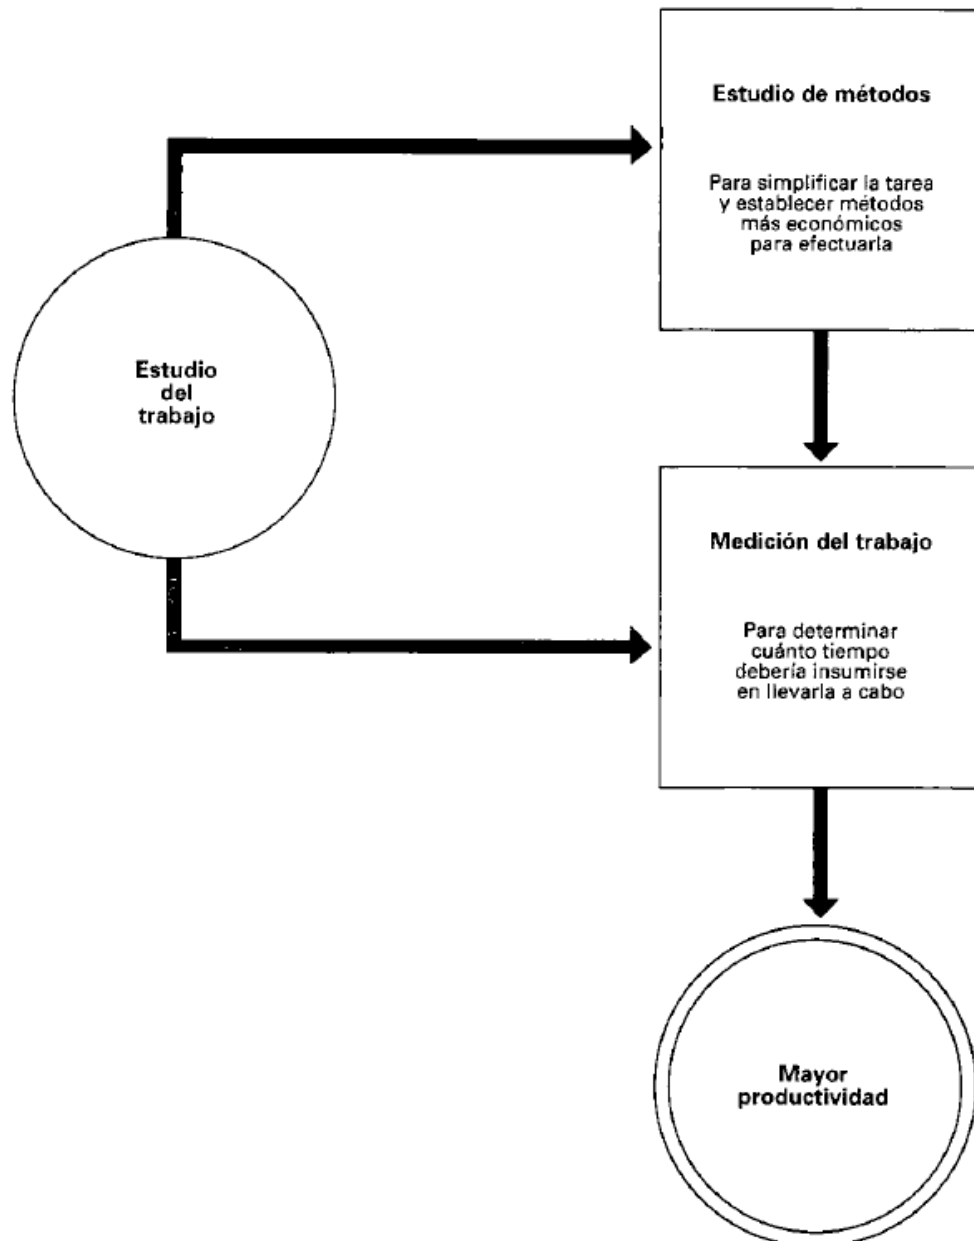 Estudio de métodos
Para simplificar la tarea
y establecer métodos
más económicos
para efectuarla
Estudio
del
trabajo
Medición del trabajo
Para determinar
cuánto tiempo
debería insumirse
en llevarla a cabo
Mayor
productividad